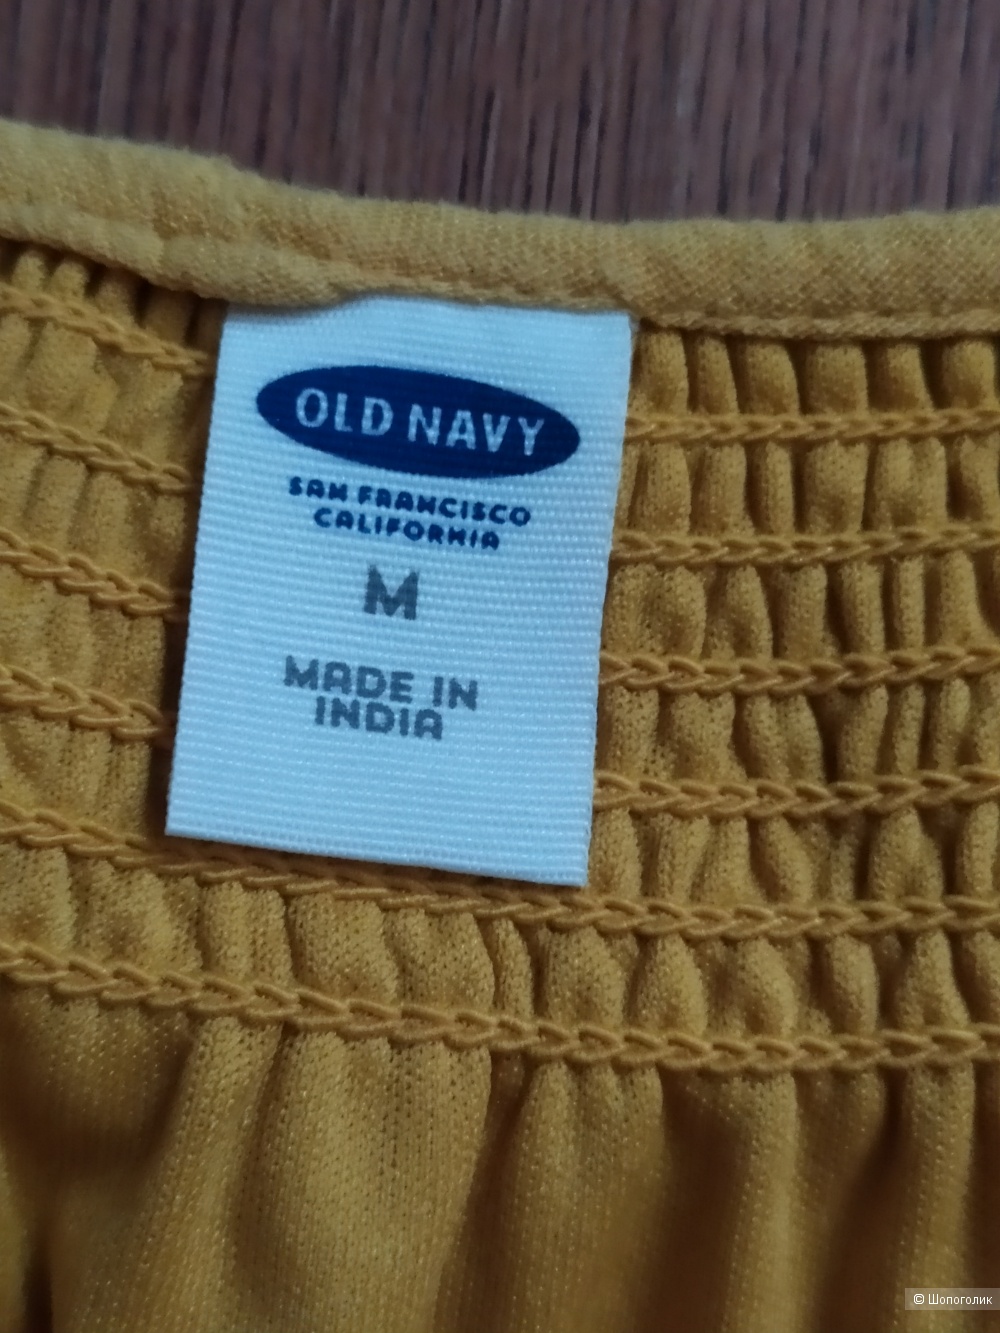 OLD NAVY
SAN FRANCISCO
CALIFORNIA
M
MADE IN
INDIA
© Шопоголик